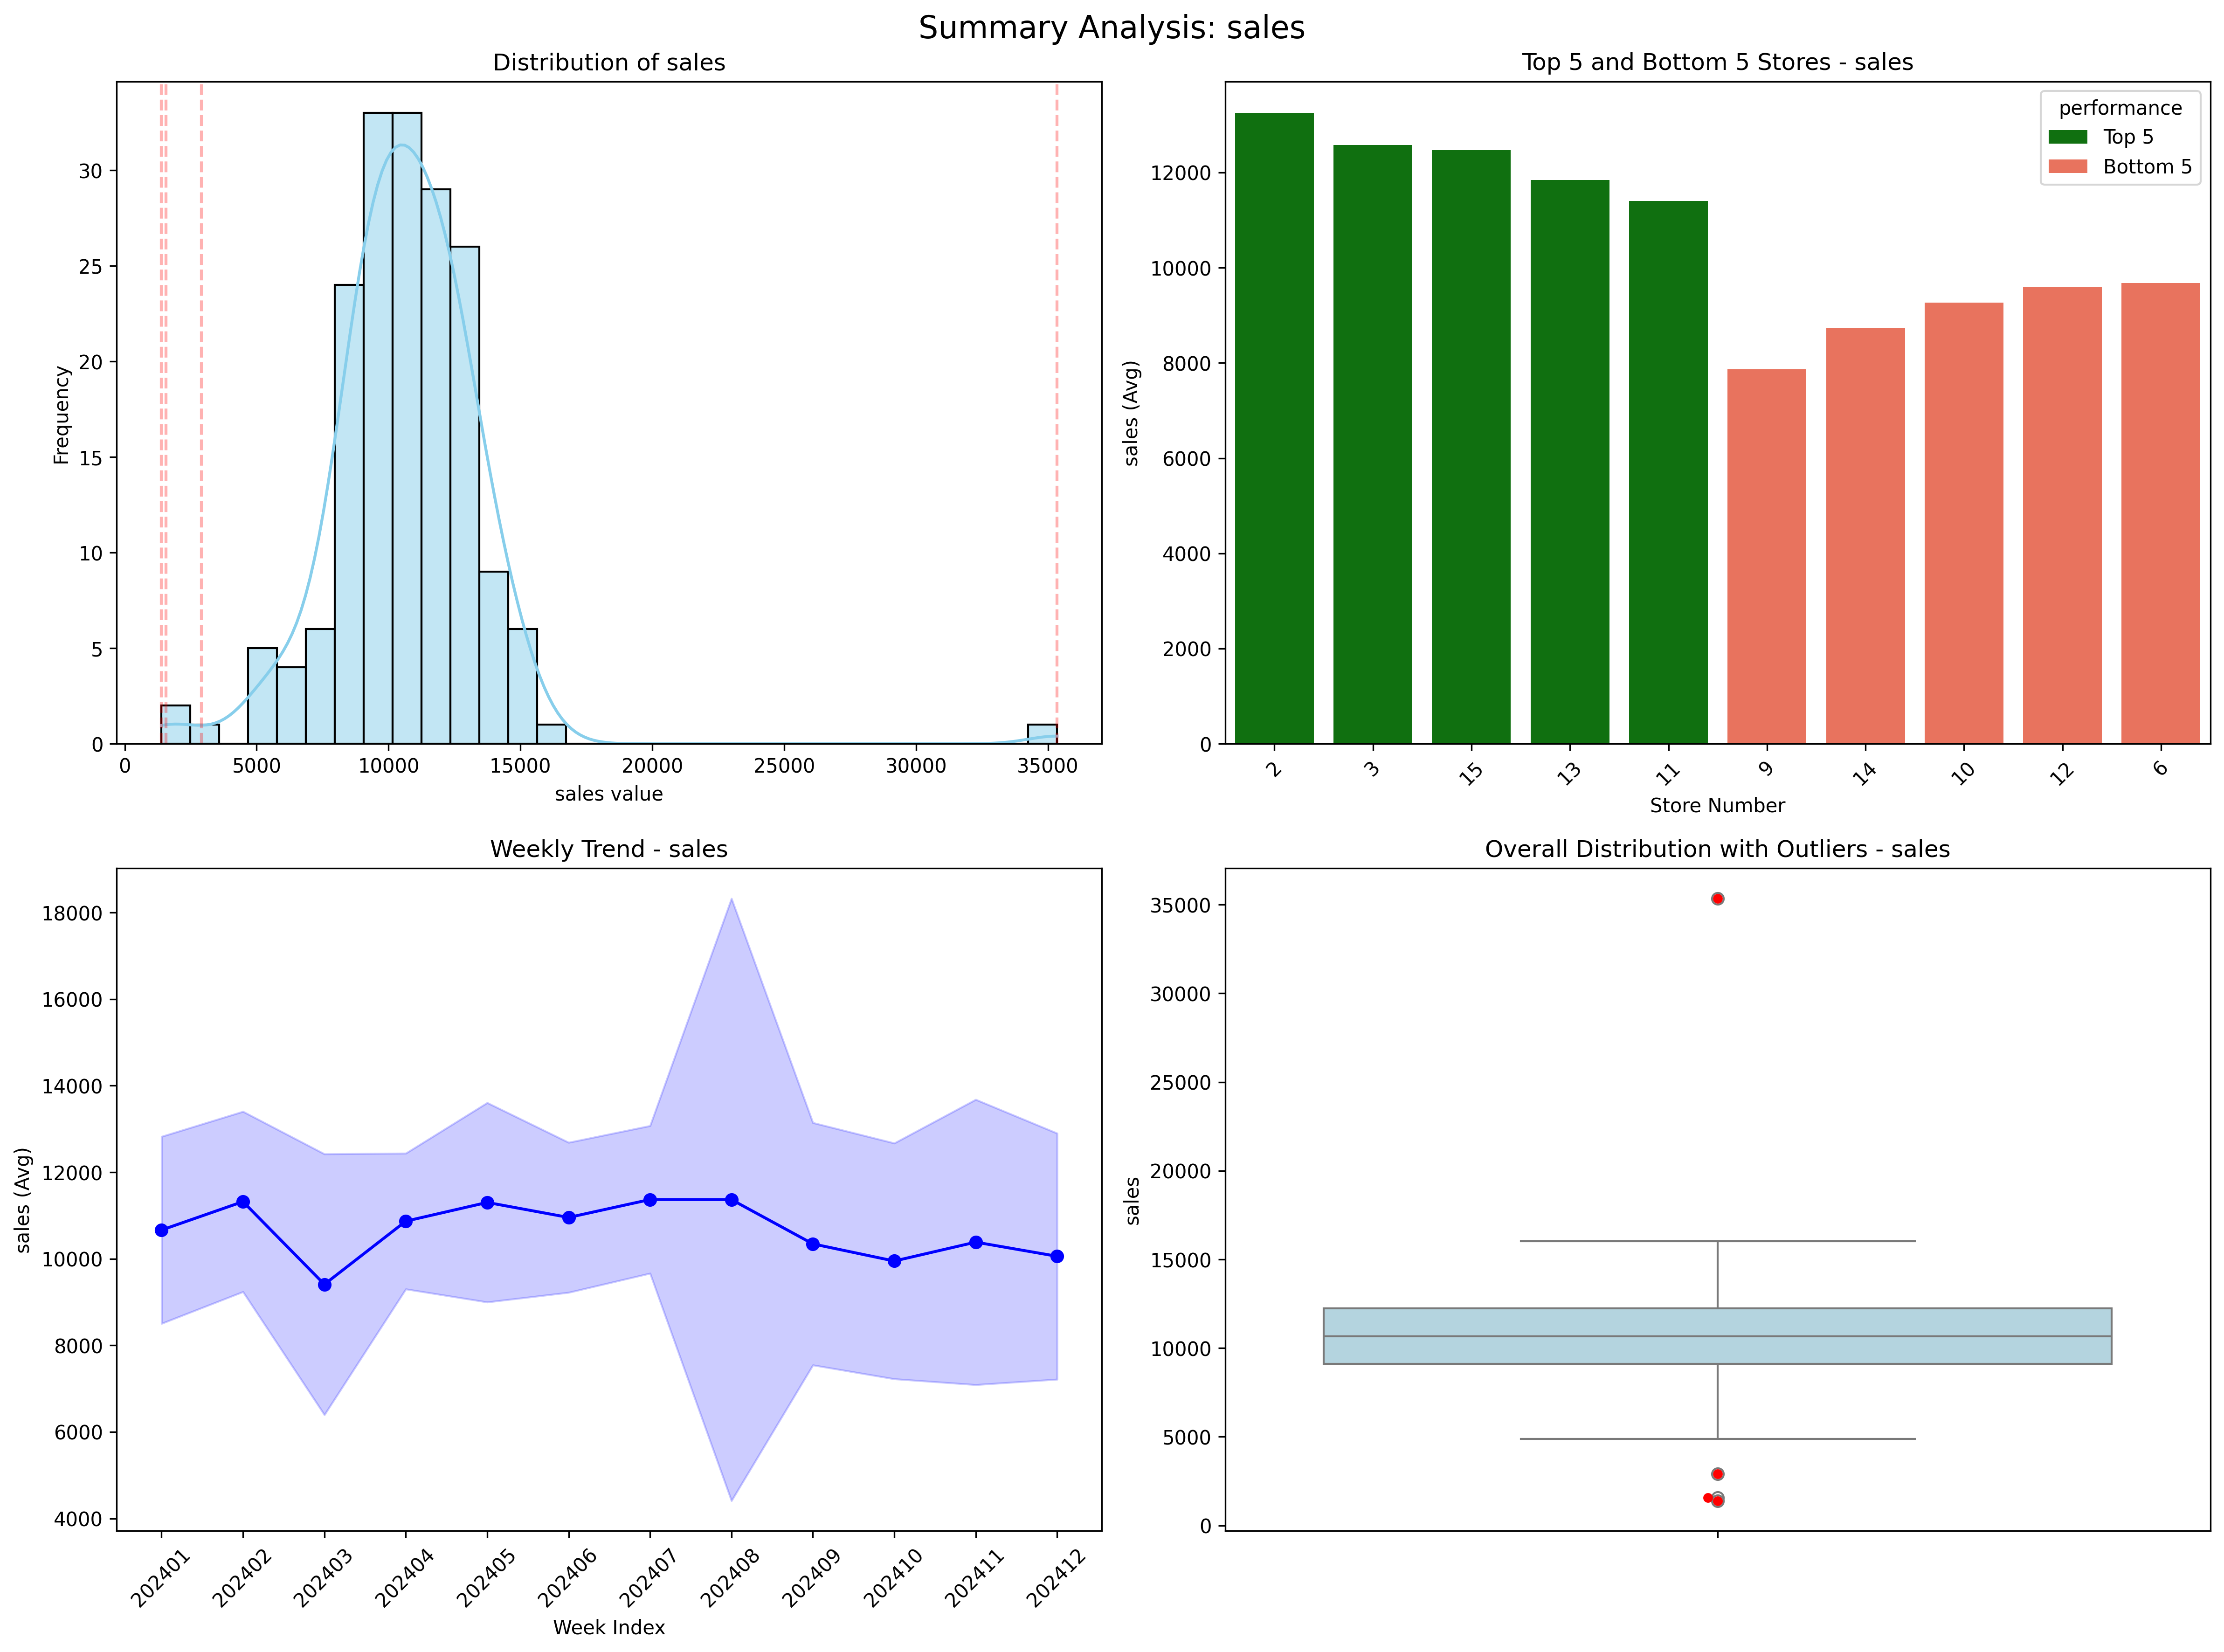 Summary Analysis: sales
Distribution of sales
Frequency
30
25
20
15
10
5
0
0 5000 10000 15000 20000 25000 30000 35000
sales value
Top 5 and Bottom 5 Stores - sales
performance
Top 5
Bottom 5
sales (Avg)
12000
10000
8000
6000
4000
2000
0
2 3 15 13 11 9 14 10 12 6
Store Number
Weekly Trend - sales
sales (Avg)
18000
16000
14000
12000
10000
8000
6000
4000
202401 202402 202403 202404 202405 202406 202407 202408 202409 202410 202411 202412
Week Index
Overall Distribution with Outliers - sales
sales
35000
30000
25000
20000
15000
10000
5000
0